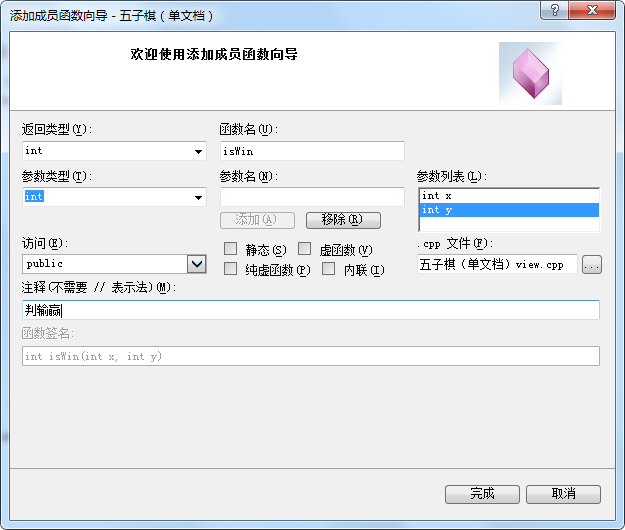 添加成员函数向导 - 五子棋（单文档）
欢迎使用添加成员函数向导
返回类型(Y):
函数名(U):
int
isWin
参数类型(T):
参数名(N):
参数列表(L):
int
int x
int y
添加(A)
移除(R)
访问(E):
静态(S)
虚函数(V)
.cpp 文件(F):
public
纯虚函数(P)
内联(I)
五子棋（单文档）view.cpp
...
注释(不需要 // 表示法)(M):
判输赢
函数签名:
int isWin(int x, int y)
完成
取消